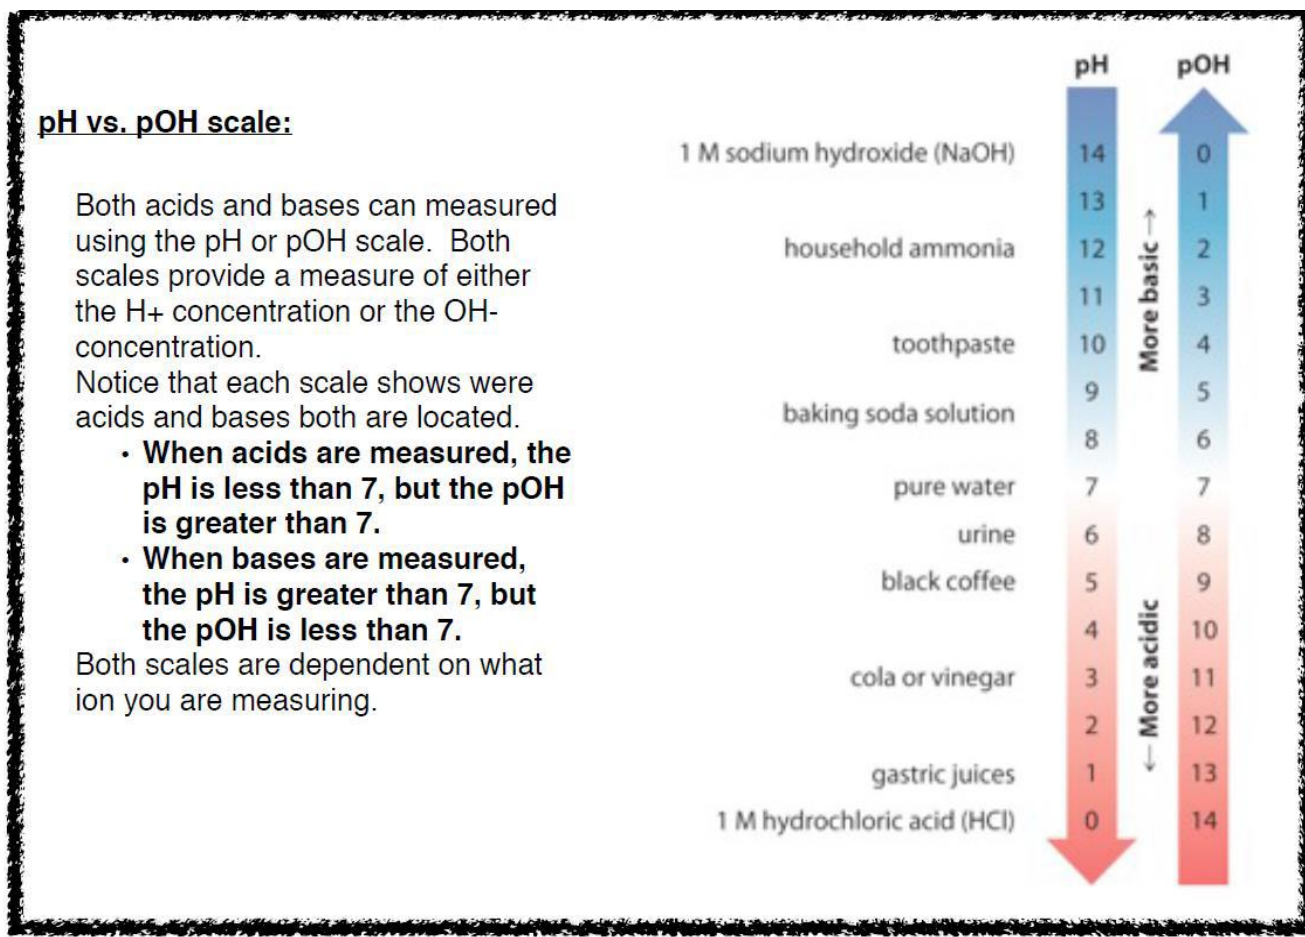 pH vs. pOH scale:
Both acids and bases can measured
using the pH or pOH scale.  Both
scales provide a measure of either
the H+ concentration or the OH-
concentration.
Notice that each scale shows were
acids and bases both are located.
• When acids are measured, the
pH is less than 7, but the pOH
is greater than 7.
• When bases are measured,
the pH is greater than 7, but
the pOH is less than 7.
Both scales are dependent on what
ion you are measuring.
pH pOH
1 M sodium hydroxide (NaOH) 14 0
13 1
household ammonia 12 2
11 3
toothpaste 10 4
9 5
baking soda solution
8 6
pure water 7 7
urine 6 8
black coffee 5 9
4 10
cola or vinegar 3 11
2 12
gastric juices 1 13
1 M hydrochloric acid (HCl) 0 14
More basic →
← More acidic